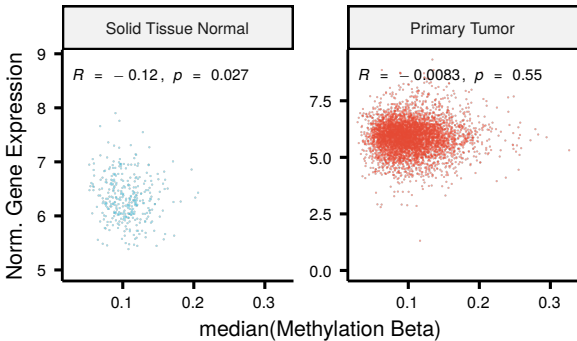 Solid Tissue Normal
Primary Tumor
R = −0.12, p = 0.027
R = −0.0083, p = 0.55
Norm. Gene Expression
9
8
7
6
5
7.5
5.0
2.5
0.0
0.1 0.2 0.3
0.1 0.2 0.3
median(Methylation Beta)